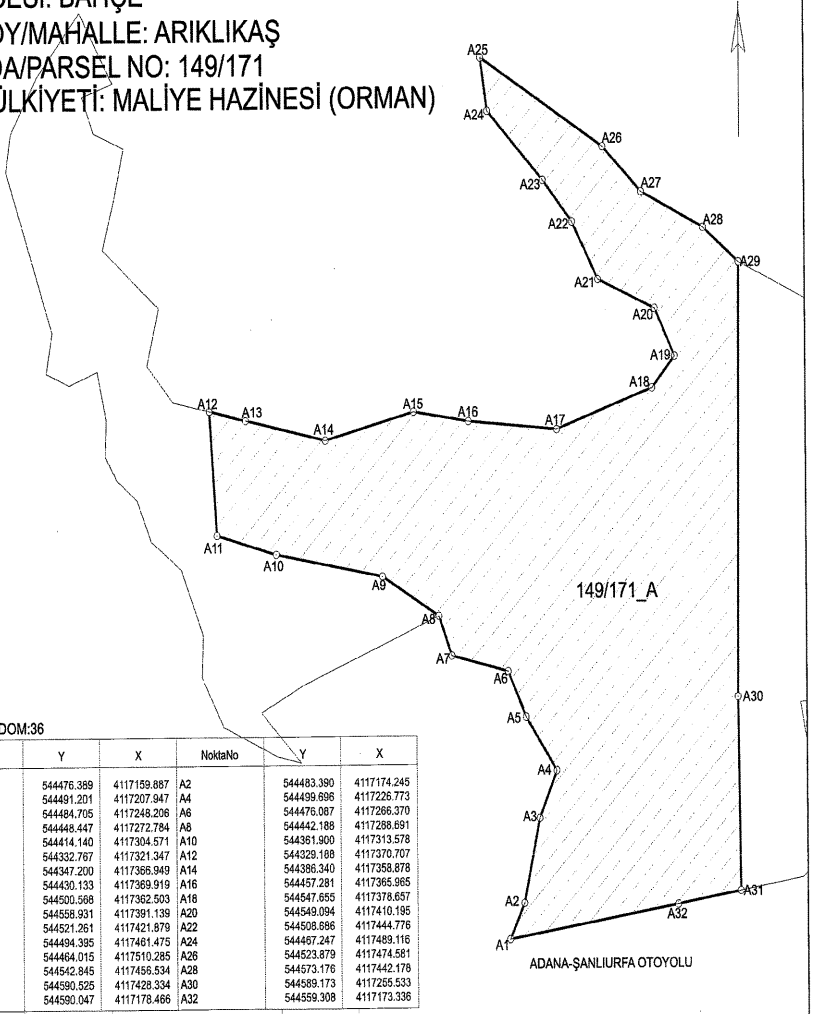 DESİ: BAHÇE
ÖY/MAHALLE: ARIKLIKAŞ
DA/PARSEL NO: 149/171
ÜLKİYETİ: MALİYE HAZİNESİ (ORMAN)
A25
A24
A26
A23
A27
A22
A28
A29
A21
A20
A19
A18
A12
A13
A14
A15
A16
A17
A11
A10
A9
149/171_A
A8
A7
A6
A30
A5
A4
A3
A2
A31
A32
A1
ADANA-ŞANLIURFA OTOYOLU
DOM:36
Y X NoktaNo Y X
544476.389 4117159.887 A2 544483.390 4117174.245
544491.201 4117207.947 A4 544499.696 4117226.773
544484.705 4117248.206 A6 544476.087 4117266.370
544448.447 4117272.784 A8 544442.188 4117288.691
544414.140 4117304.571 A10 544361.900 4117313.578
544332.767 4117321.347 A12 544329.188 4117370.707
544347.200 4117366.949 A14 544386.340 4117358.878
544430.133 4117369.919 A16 544457.281 4117365.965
544500.568 4117362.503 A18 544547.655 4117378.657
544558.931 4117391.139 A20 544549.094 4117410.195
544521.261 4117421.879 A22 544508.686 4117444.776
544494.395 4117461.475 A24 544467.247 4117489.116
544464.015 4117510.285 A26 544523.879 4117474.581
544542.845 4117456.534 A28 544573.176 4117442.178
544590.525 4117428.334 A30 544589.173 4117255.533
544590.047 4117178.466 A32 544559.308 4117173.336